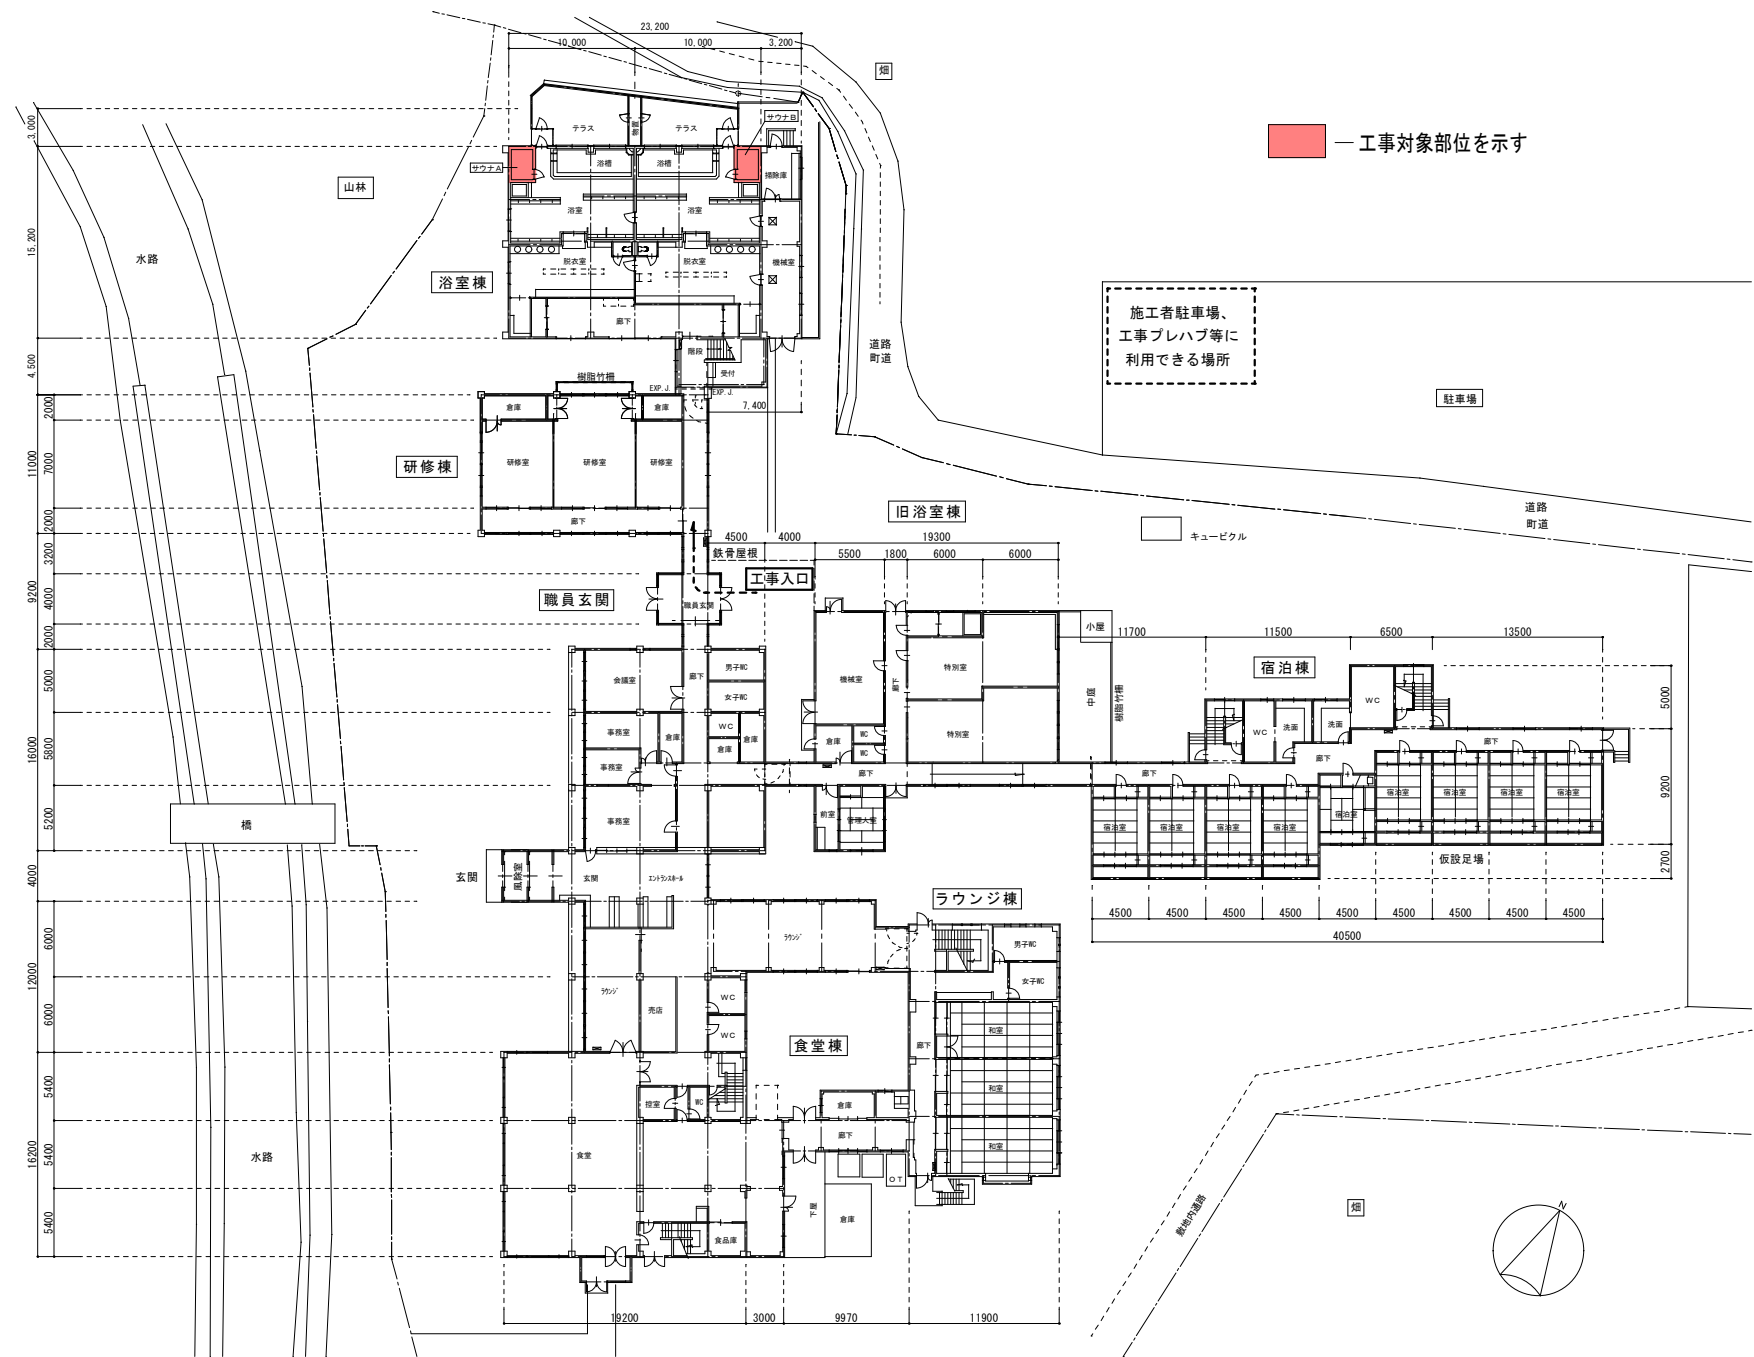 23,200
10,000
10,000
3,200
畑
テラス
物置
テラス
サウナB
サウナA
浴槽
浴槽
掃除庫
浴室
浴室
脱衣室
脱衣室
機械室
廊下
浴室棟
山林
水路
3,000
15,200
4,500
工事対象部位を示す
施工者駐車場、
工事プレハブ等に
利用できる場所
駐車場
道路
町道
階段
受付
EXP.J.
EXP.J.
7,400
樹脂竹柵
倉庫
倉庫
研修室
研修室
研修室
廊下
研修棟
2000
7000
11000
2000
3200
4000
9200
2000
旧浴室棟
4500
4000
19300
鉄骨屋根
5500
1800
6000
6000
工事入口
職員玄関
職員玄関
キュービクル
道路
町道
小屋
11700
11500
6500
13500
宿泊棟
会議室
廊下
男子WC
女子WC
事務室
倉庫
WC
倉庫
倉庫
事務室
事務室
機械室
廊下
特別室
特別室
倉庫
WC
WC
廊下
前室
管理人室
中庭
樹脂竹柵
WC
洗面
洗面
WC
廊下
廊下
廊下
宿泊室
宿泊室
宿泊室
宿泊室
宿泊室
宿泊室
宿泊室
宿泊室
宿泊室
仮設足場
5000
9200
2700
4500
4500
4500
4500
4500
4500
4500
4500
4500
40500
5000
5800
16000
5200
4000
橋
玄関
風除室
玄関
エントランスホール
ラウンジ棟
ラウンジ
男子WC
女子WC
ラウンジ
売店
WC
WC
食堂棟
廊下
和室
和室
和室
控室
WC
倉庫
廊下
食堂
OT
下屋
倉庫
食品庫
6000
12000
6000
5400
16200
5400
5400
水路
19200
3000
9970
11900
敷地内通路
畑
N